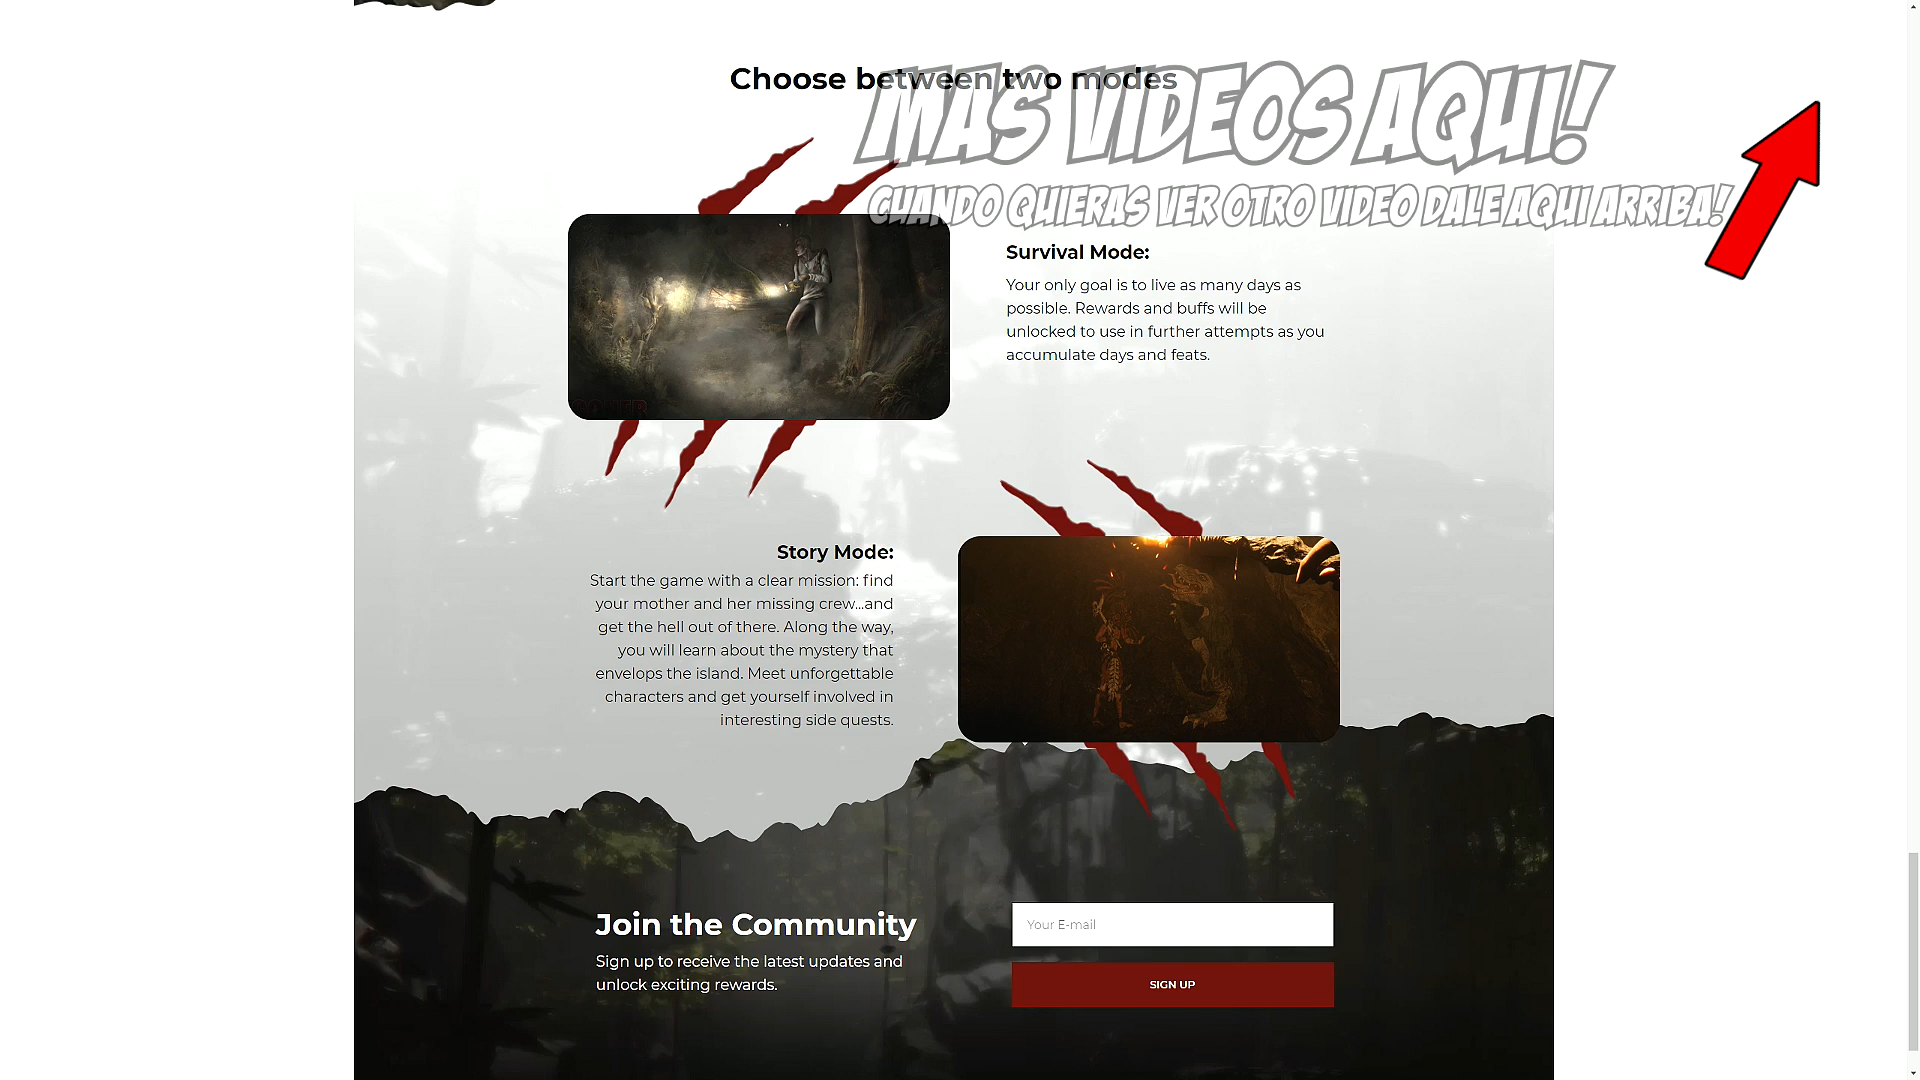 Choose between two modes
MAS VIDEOS AQUI!
CUANDO QUIERAS VER OTRO VIDEO DALE AQUI ARRIBA!
Survival Mode:
Your only goal is to live as many days as
possible. Rewards and buffs will be
unlocked to use in further attempts as you
accumulate days and feats.
Story Mode:
Start the game with a clear mission: find
your mother and her missing crew...and
get the hell out of there. Along the way,
you will learn about the mystery that
envelops the island. Meet unforgettable
characters and get yourself involved in
interesting side quests.
Join the Community
Sign up to receive the latest updates and
unlock exciting rewards.
Your E-mail
SIGN UP